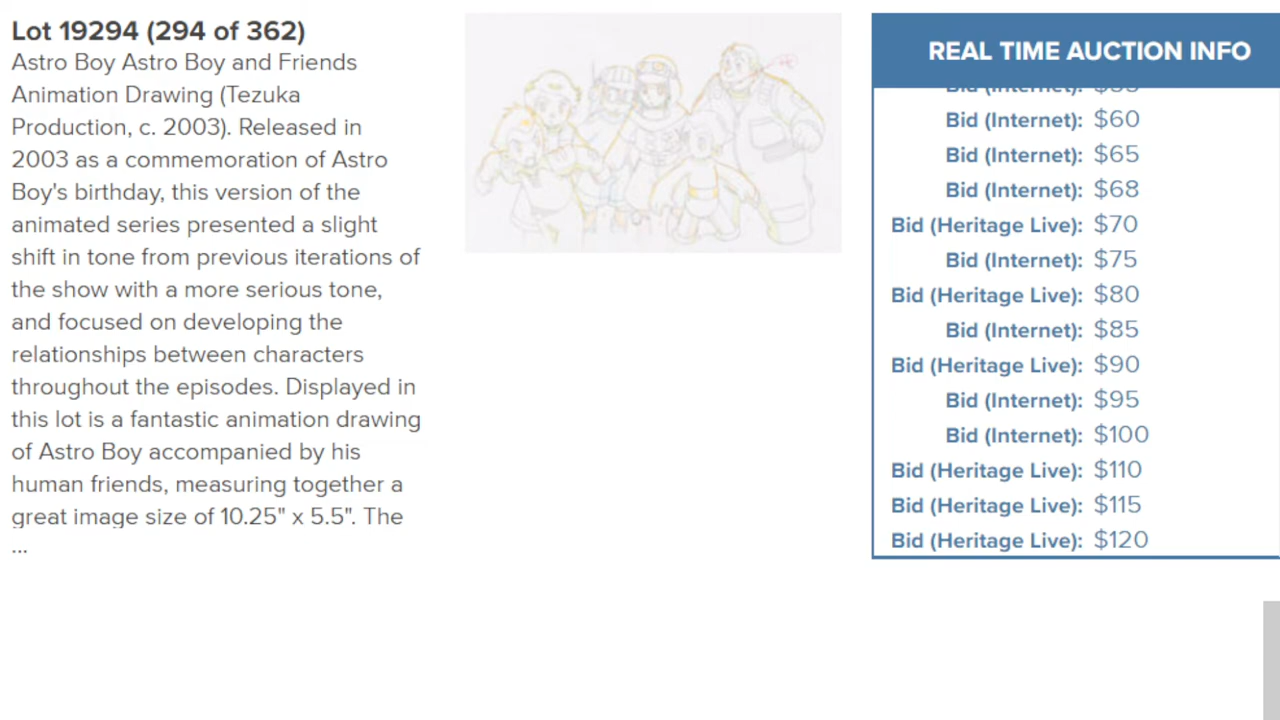 Lot 19294 (294 of 362)
Astro Boy Astro Boy and Friends
Animation Drawing (Tezuka
Production, c. 2003). Released in
2003 as a commemoration of Astro
Boy's birthday, this version of the
animated series presented a slight
shift in tone from previous iterations of
the show with a more serious tone,
and focused on developing the
relationships between characters
throughout the episodes. Displayed in
this lot is a fantastic animation drawing
of Astro Boy accompanied by his
human friends, measuring together a
great image size of 10.25" x 5.5". The
...
REAL TIME AUCTION INFO
Bid (Internet):
Bid (Internet): $60
Bid (Internet): $65
Bid (Internet): $68
Bid (Heritage Live): $70
Bid (Internet): $75
Bid (Heritage Live): $80
Bid (Internet): $85
Bid (Heritage Live): $90
Bid (Internet): $95
Bid (Internet): $100
Bid (Heritage Live): $110
Bid (Heritage Live): $115
Bid (Heritage Live): $120